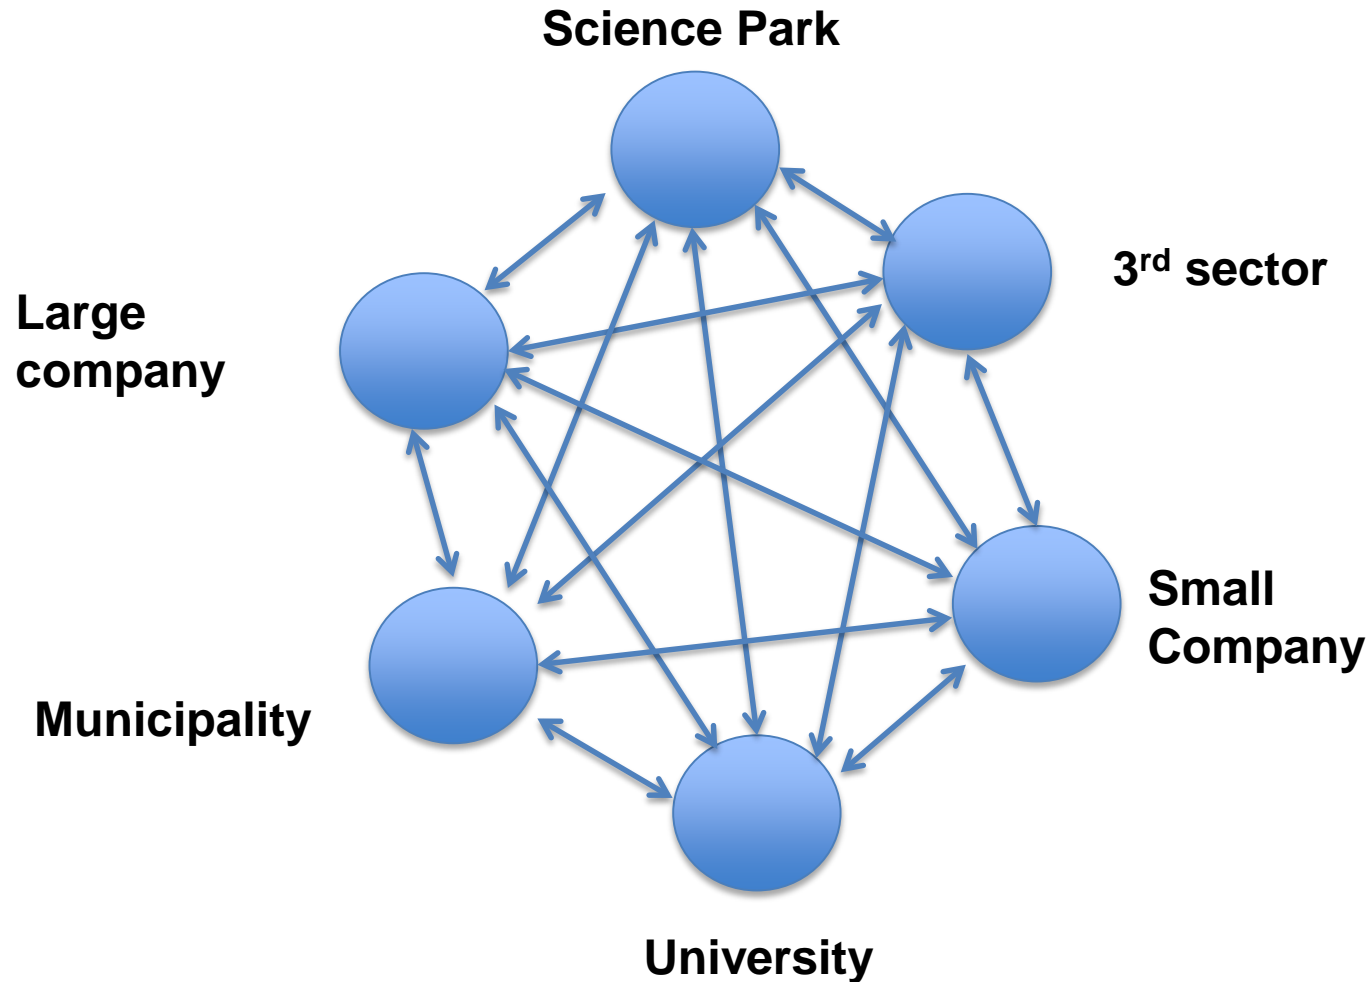 Science Park
3rd sector
Large
company
Small
Company
Municipality
University